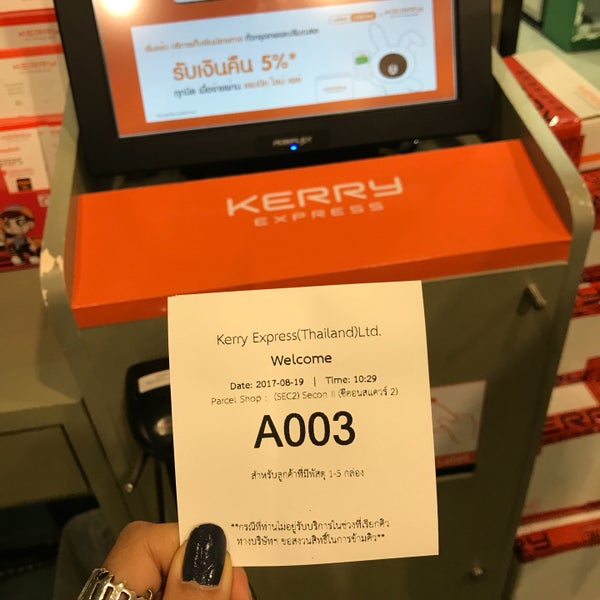 KERRY
EXPRESS
รับเงินคืน 5%*
KERRY
EXPRESS
Kerry Express(Thailand)Ltd.
Welcome
Date: 2017-08-19 | Time: 10:29
Parcel Shop : (SEC2) Secon II (ซีคอนสแควร์ 2)
A003
สำหรับลูกค้าที่มีพัสดุ 1-5 กล่อง
**กรณีที่ท่านไม่อยู่รับบริการในช่วงที่เรียกคิว
ทางบริษัทฯ ขอสงวนสิทธิ์ในการข้ามคิว**